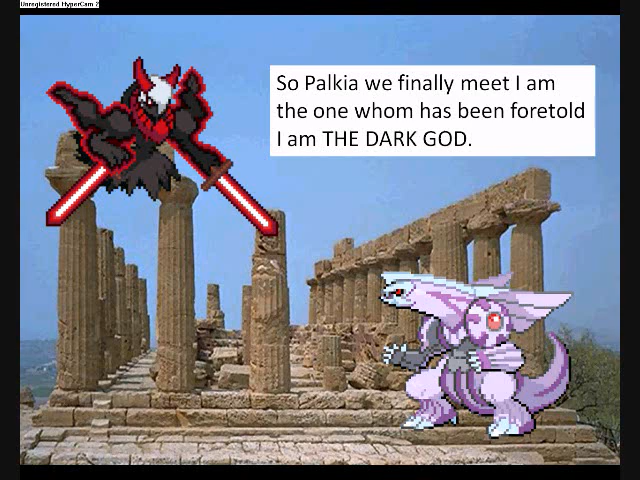 Unregistered HyperCam 2
So Palkia we finally meet I am
the one whom has been foretold
I am THE DARK GOD.